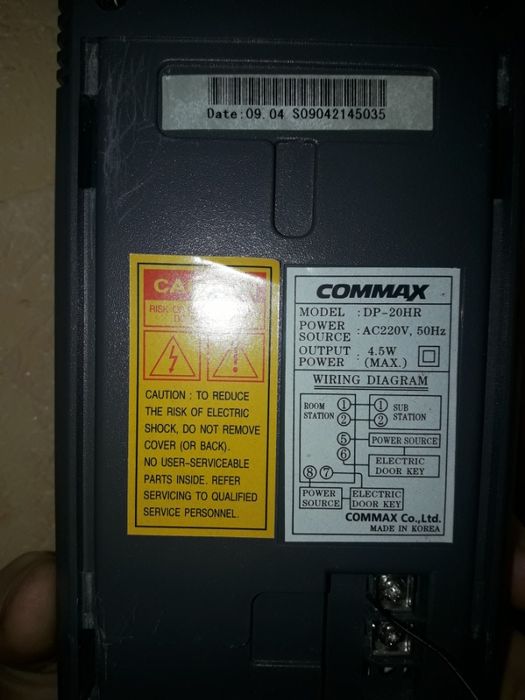 Date:09.04 S09042145035
CAUTION : TO REDUCE
THE RISK OF ELECTRIC
SHOCK, DO NOT REMOVE
COVER (OR BACK).
NO USER-SERVICEABLE
PARTS INSIDE. REFER
SERVICING TO QUALIFIED
SERVICE PERSONNEL.
COMMAX
MODEL : DP-20HR
POWER SOURCE : AC220V, 50Hz
OUTPUT POWER : 4.5W (MAX.)
WIRING DIAGRAM
ROOM STATION ① ① SUB STATION
② ②
⑤ POWER SOURCE
⑥ ELECTRIC DOOR KEY
⑧ ⑦
POWER SOURCE ELECTRIC DOOR KEY
COMMAX Co.,Ltd.
MADE IN KOREA